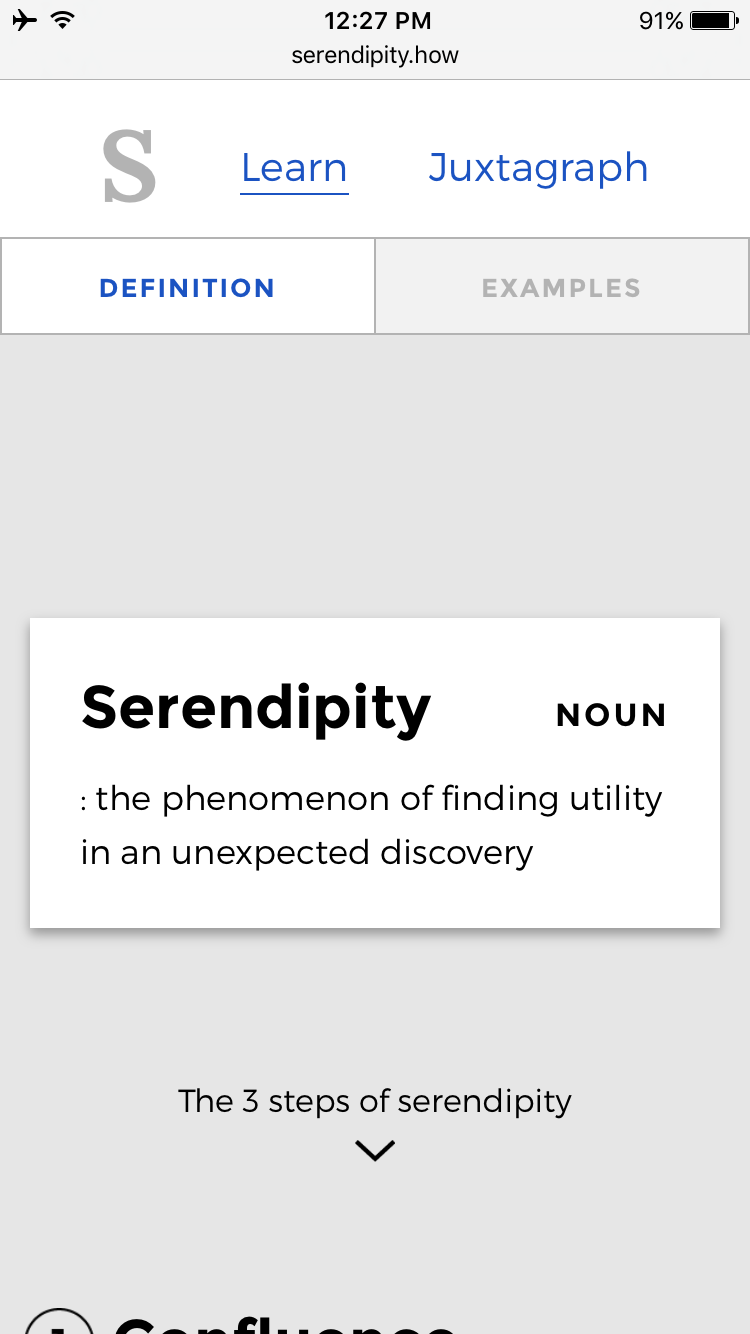 12:27 PM
91%
serendipity.how
S
Learn
Juxtagraph
DEFINITION
EXAMPLES
Serendipity
NOUN
: the phenomenon of finding utility
in an unexpected discovery
The 3 steps of serendipity
Confluence